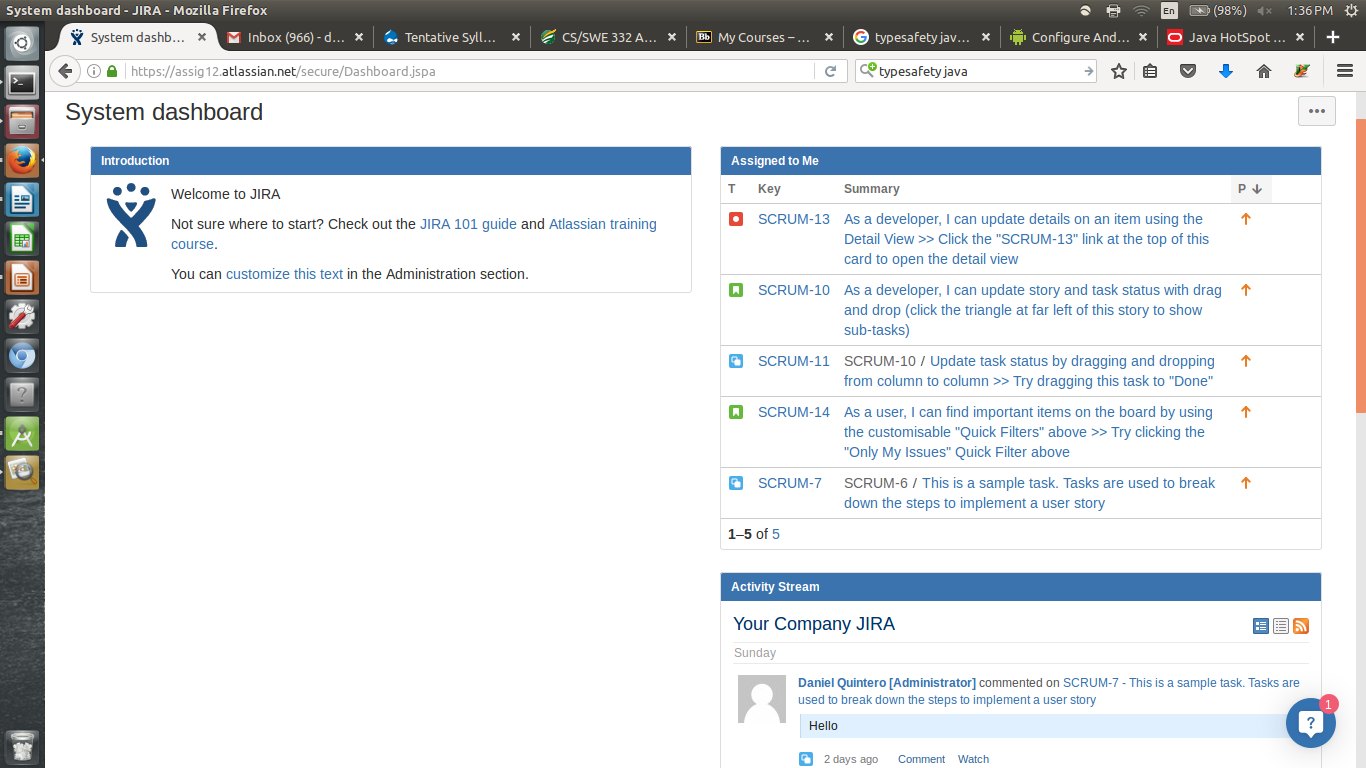 System dashboard - JIRA - Mozilla Firefox
En
(98%)
1:36 PM
System dashb...
Inbox (966) - d...
Tentative Syll...
CS/SWE 332 A...
Bb
My Courses – ...
typesafety jav...
Configure And...
Java HotSpot ...
https://assig12.atlassian.net/secure/Dashboard.jspa
typesafety java
System dashboard
Introduction
Welcome to JIRA
Not sure where to start? Check out the JIRA 101 guide and Atlassian training
course.
You can customize this text in the Administration section.
Assigned to Me
T Key Summary P
SCRUM-13 As a developer, I can update details on an item using the
Detail View >> Click the "SCRUM-13" link at the top of this
card to open the detail view
SCRUM-10 As a developer, I can update story and task status with drag
and drop (click the triangle at far left of this story to show
sub-tasks)
SCRUM-11 SCRUM-10 / Update task status by dragging and dropping
from column to column >> Try dragging this task to "Done"
SCRUM-14 As a user, I can find important items on the board by using
the customisable "Quick Filters" above >> Try clicking the
"Only My Issues" Quick Filter above
SCRUM-7 SCRUM-6 / This is a sample task. Tasks are used to break
down the steps to implement a user story
1–5 of 5
Activity Stream
Your Company JIRA
Sunday
Daniel Quintero [Administrator] commented on SCRUM-7 - This is a sample task. Tasks are
used to break down the steps to implement a user story
Hello
2 days ago Comment Watch
?
1